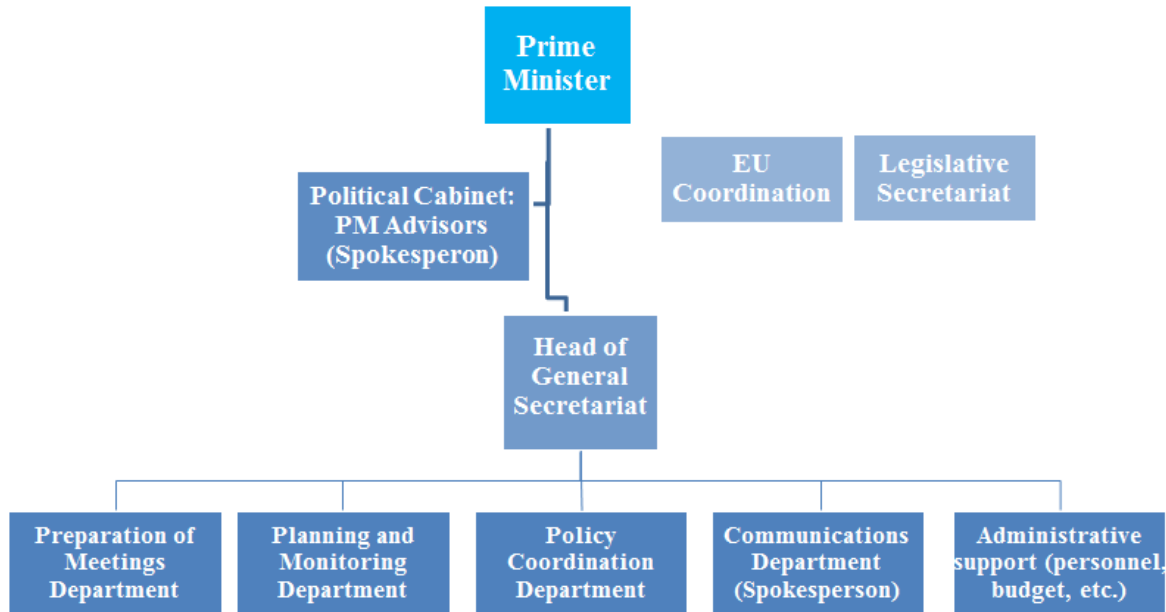 Prime
Minister
EU
Coordination
Legislative
Secretariat
Political Cabinet:
PM Advisors
(Spokesperon)
Head of
General
Secretariat
Preparation of
Meetings
Department
Planning and
Monitoring
Department
Policy
Coordination
Department
Communications
Department
(Spokesperson)
Administrative
support (personnel,
budget, etc.)